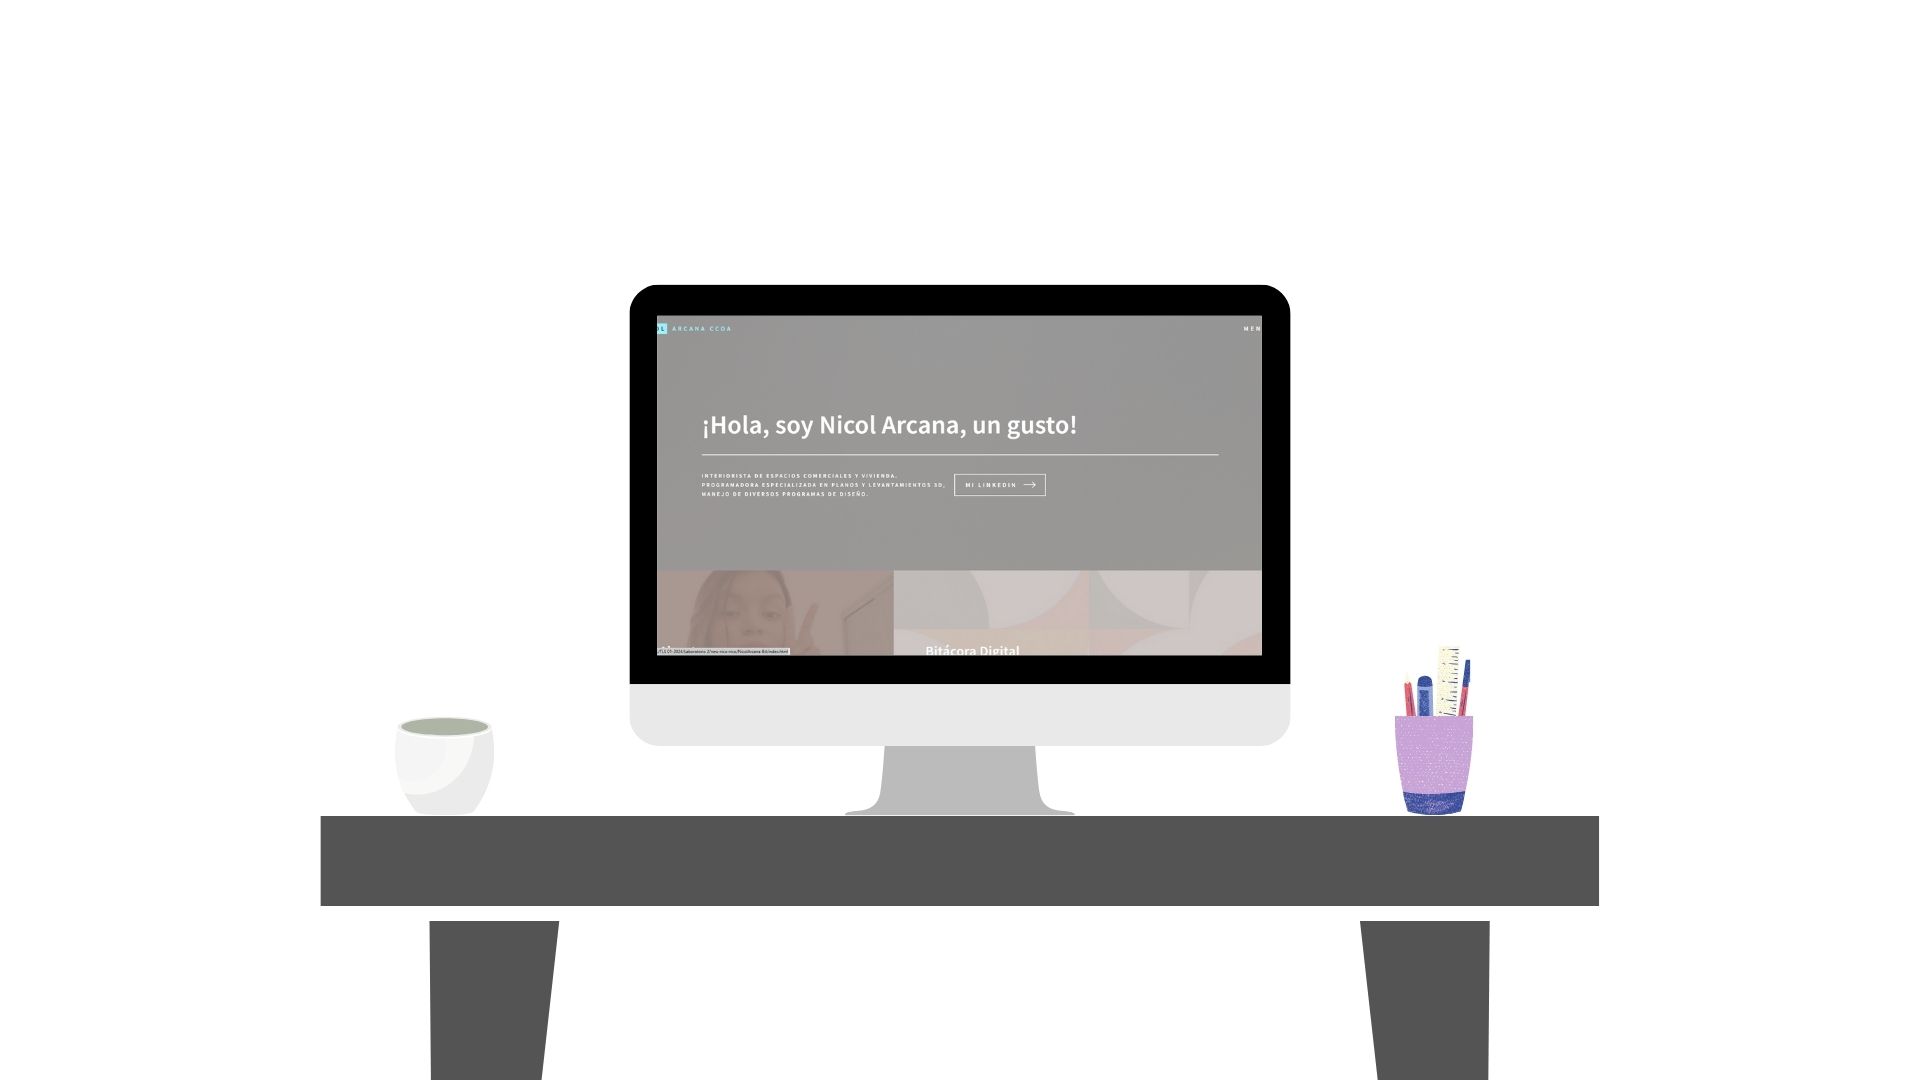 OL ARCANA CCOA
MEN
¡Hola, soy Nicol Arcana, un gusto!
INTERIORISTA DE ESPACIOS COMERCIALES Y VIVIENDA.
PROGRAMADORA ESPECIALIZADA EN PLANOS Y LEVANTAMIENTOS 3D,
MANEJO DE DIVERSOS PROGRAMAS DE DISEÑO.
MI LINKEDIN
Bitácora Digital